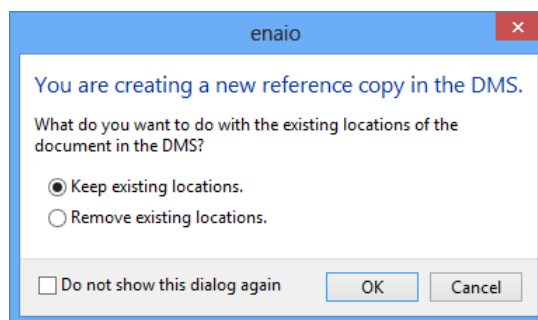 enaio
You are creating a new reference copy in the DMS.
What do you want to do with the existing locations of the
document in the DMS?
Keep existing locations.
Remove existing locations.
Do not show this dialog again OK Cancel